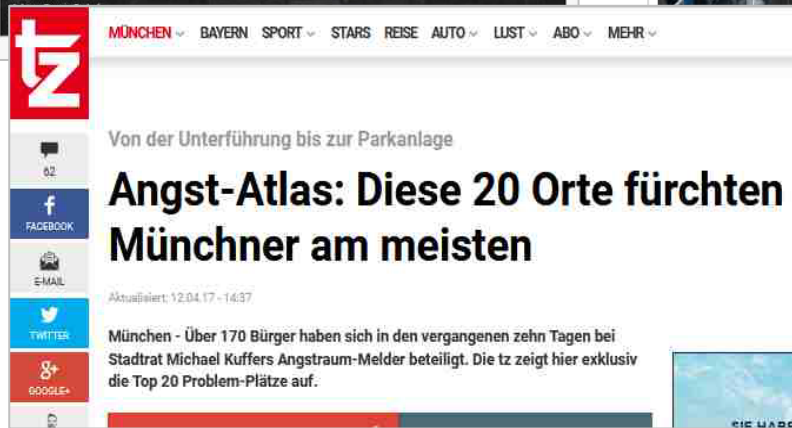 tz
MÜNCHEN BAYERN SPORT STARS REISE AUTO LUST ABO MEHR
62
FACEBOOK
E-MAIL
TWITTER
8+
GOOGLE+
Von der Unterführung bis zur Parkanlage
Angst-Atlas: Diese 20 Orte fürchten
Münchner am meisten
Aktualisiert: 12.04.17 - 14:37
München - Über 170 Bürger haben sich in den vergangenen zehn Tagen bei
Stadtrat Michael Kuffers Angstraum-Melder beteiligt. Die tz zeigt hier exklusiv
die Top 20 Problem-Plätze auf.
SIE